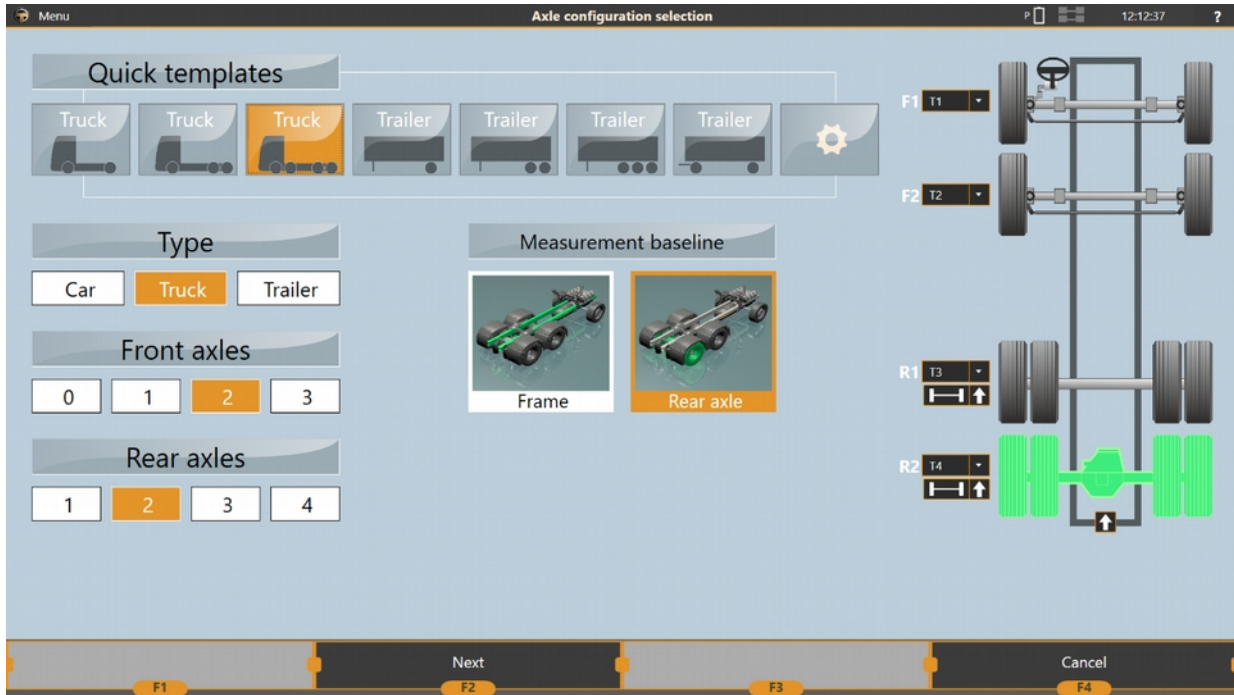 Menu
Axle configuration selection
P
12:12:37
?
Quick templates
Truck
Truck
Truck
Trailer
Trailer
Trailer
Trailer
Type
Car
Truck
Trailer
Front axles
0
1
2
3
Rear axles
1
2
3
4
Measurement baseline
Frame
Rear axle
F1
T1
F2
T2
R1
T3
R2
T4
Next
Cancel
F1
F2
F3
F4